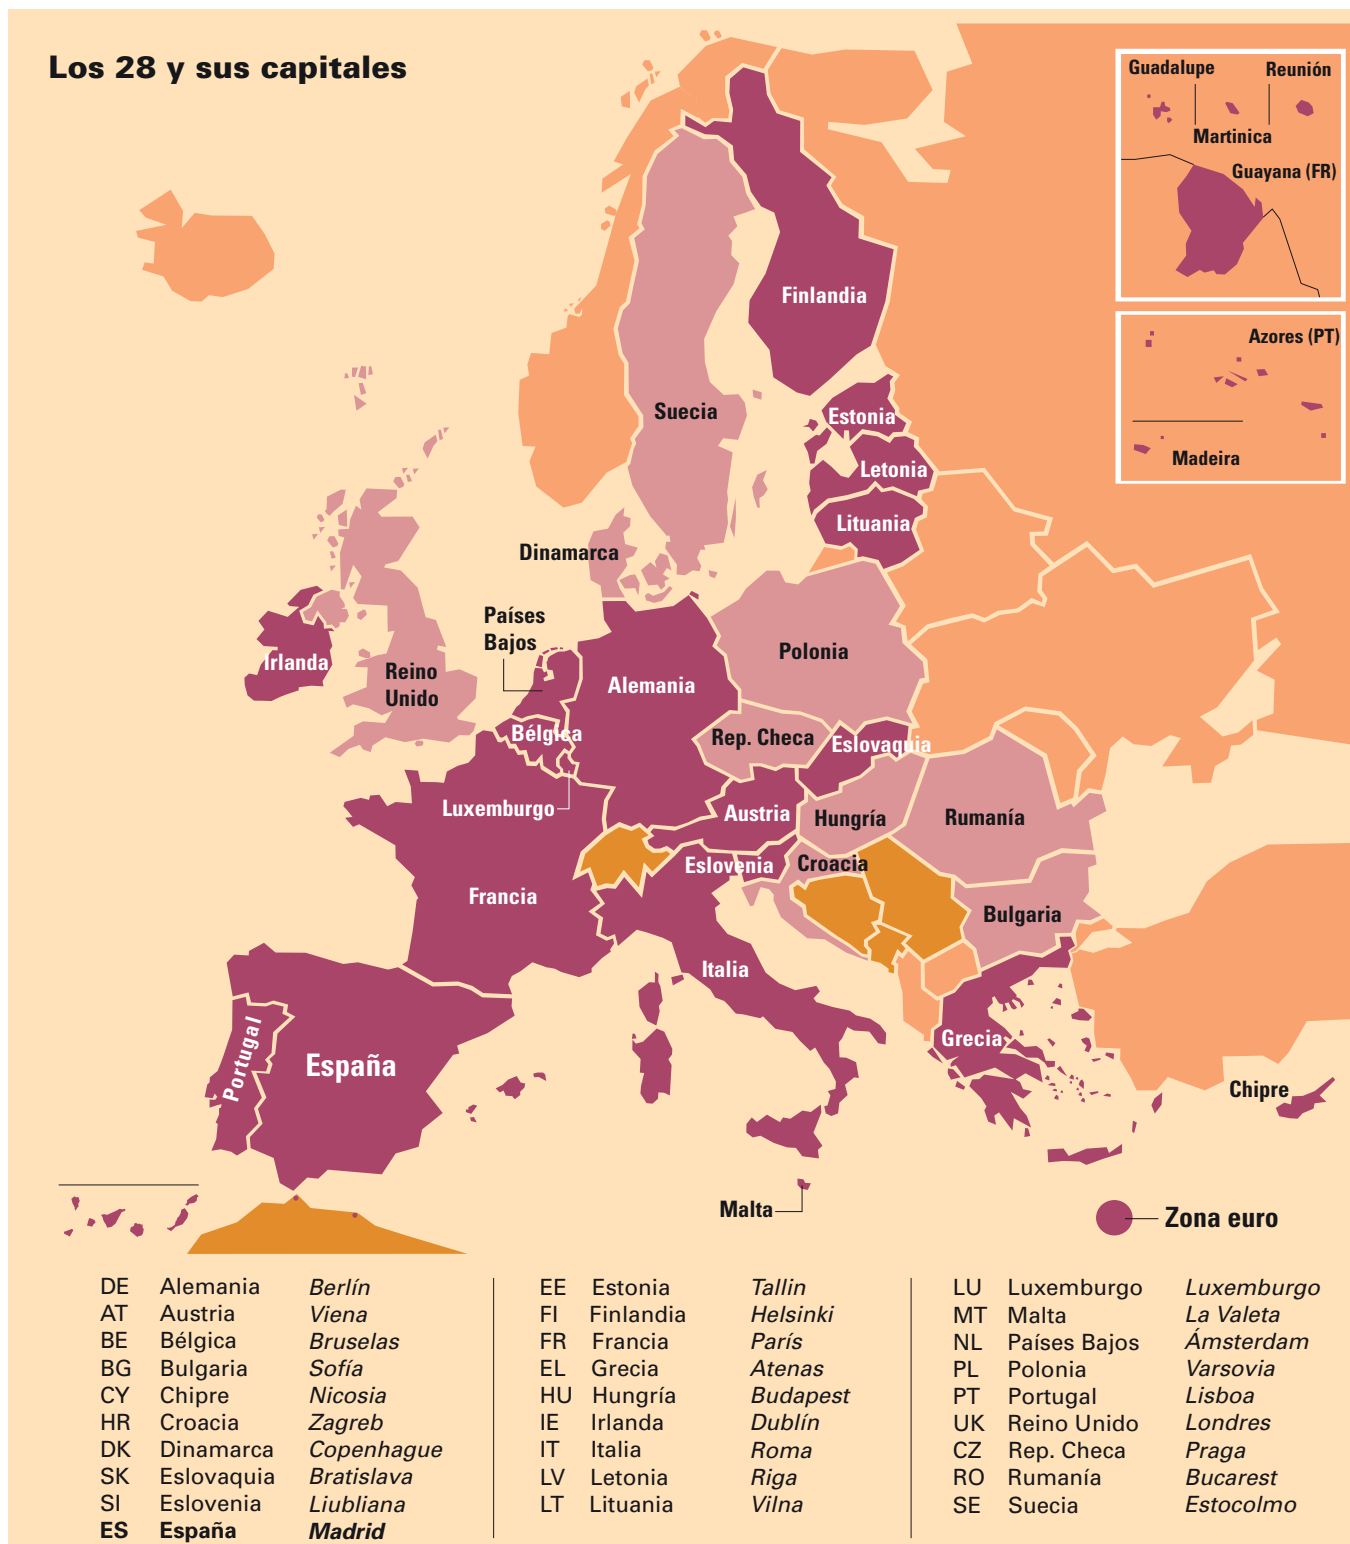 Los 28 y sus capitales
Guadalupe
Reunión
Martinica
Guayana (FR)
Azores (PT)
Madeira
Finlandia
Suecia
Estonia
Letonia
Lituania
Dinamarca
Países
Bajos
Irlanda
Reino
Unido
Alemania
Polonia
Bélgica
Rep. Checa
Eslovaquia
Luxemburgo
Austria
Hungría
Rumanía
Eslovenia
Croacia
Francia
Bulgaria
Italia
Portugal
España
Grecia
Chipre
Malta
Zona euro
DE Alemania Berlín
AT Austria Viena
BE Bélgica Bruselas
BG Bulgaria Sofía
CY Chipre Nicosia
HR Croacia Zagreb
DK Dinamarca Copenhague
SK Eslovaquia Bratislava
SI Eslovenia Liubliana
ES España Madrid
EE Estonia Tallin
FI Finlandia Helsinki
FR Francia París
EL Grecia Atenas
HU Hungría Budapest
IE Irlanda Dublín
IT Italia Roma
LV Letonia Riga
LT Lituania Vilna
LU Luxemburgo Luxemburgo
MT Malta La Valeta
NL Países Bajos Ámsterdam
PL Polonia Varsovia
PT Portugal Lisboa
UK Reino Unido Londres
CZ Rep. Checa Praga
RO Rumanía Bucarest
SE Suecia Estocolmo